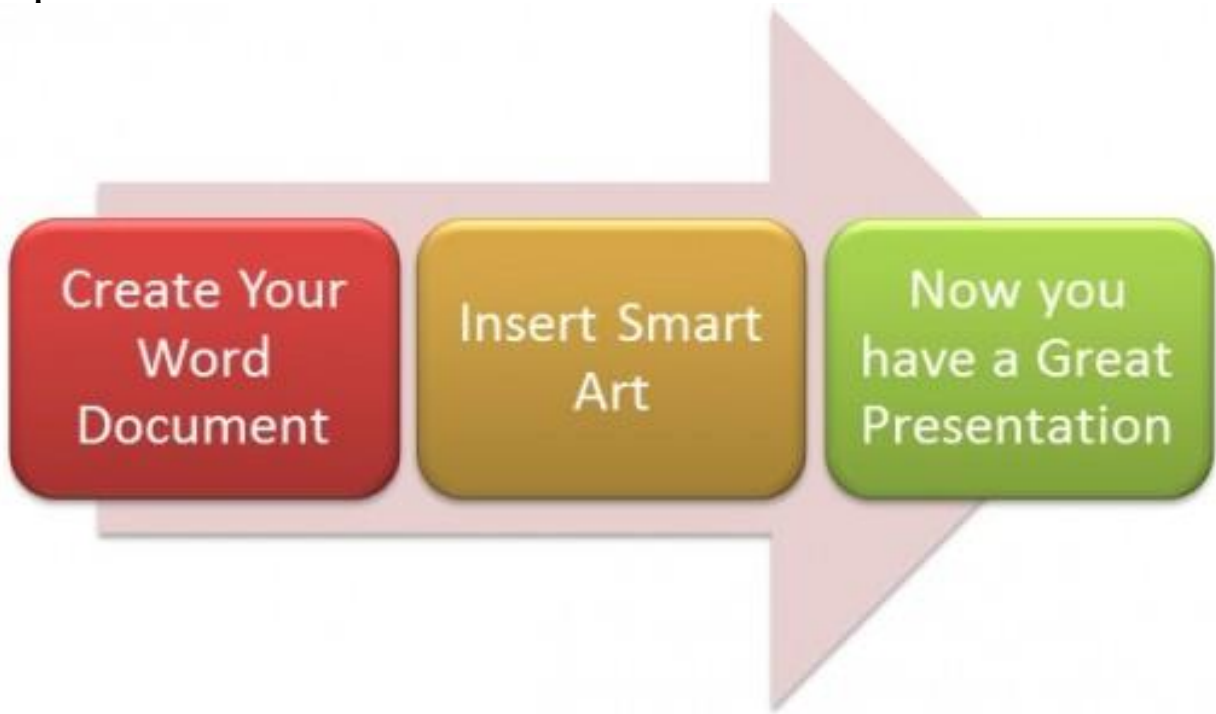 Create Your
Word
Document
Insert Smart
Art
Now you
have a Great
Presentation